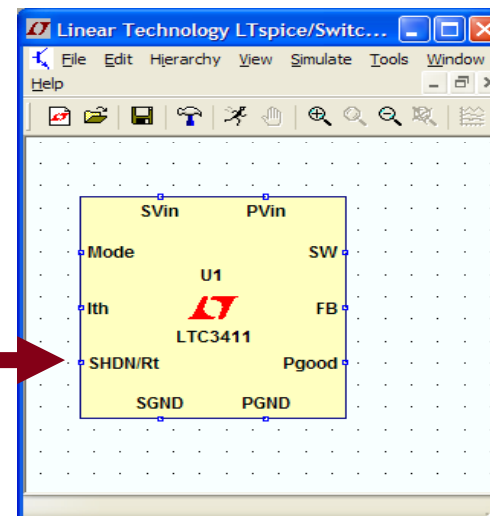 Linear Technology LTspice/Switc...
File Edit Hierarchy View Simulate Tools Window
Help
SVin PVin
Mode SW
U1
Ith FB
LTC3411
SHDN/Rt Pgood
SGND PGND